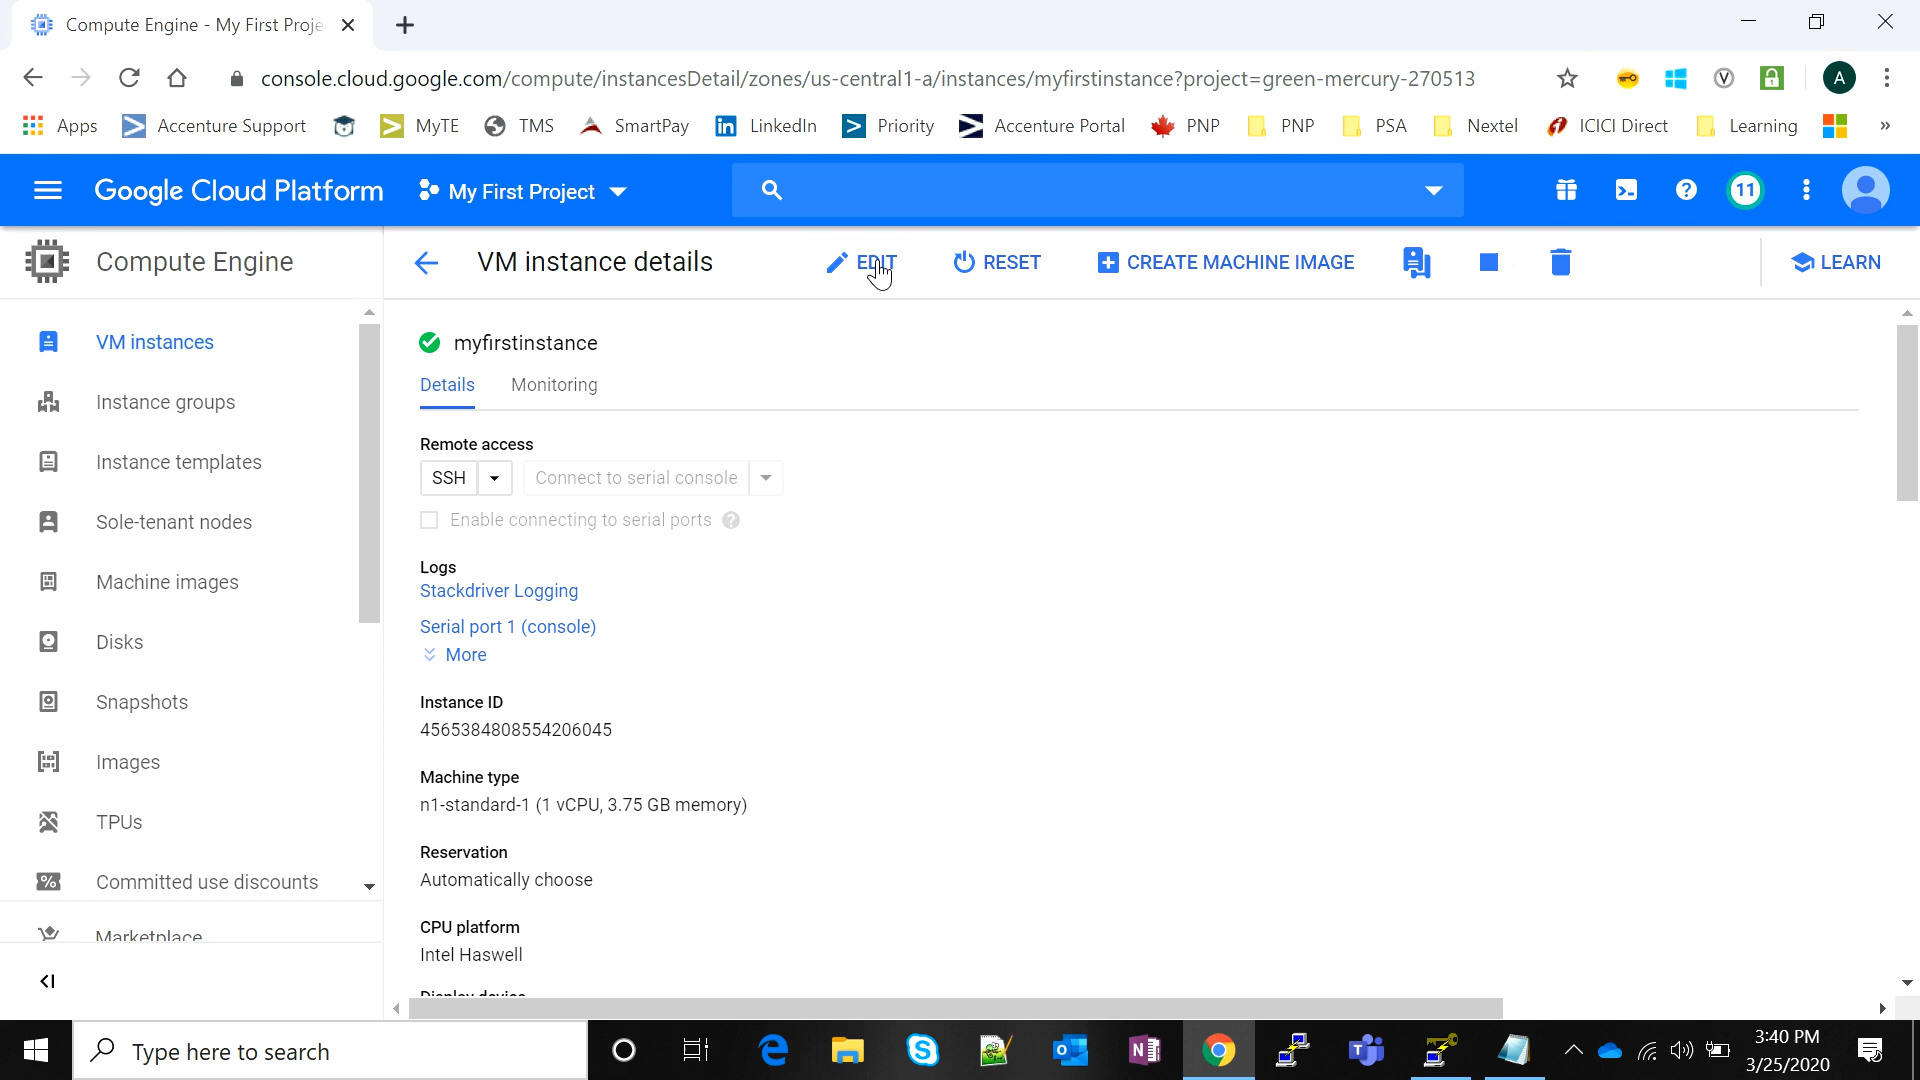 Compute Engine - My First Proje
console.cloud.google.com/compute/instancesDetail/zones/us-central1-a/instances/myfirstinstance?project=green-mercury-270513
A
Apps Accenture Support MyTE TMS SmartPay LinkedIn Priority Accenture Portal PNP PNP PSA Nextel ICICI Direct Learning »
Google Cloud Platform My First Project 11
Compute Engine
VM instance details EDIT RESET CREATE MACHINE IMAGE LEARN
VM instances
Instance groups
Instance templates
Sole-tenant nodes
Machine images
Disks
Snapshots
Images
TPUs
Committed use discounts
Marketplace
myfirstinstance
Details Monitoring
Remote access
SSH Connect to serial console
Enable connecting to serial ports
Logs
Stackdriver Logging
Serial port 1 (console)
More
Instance ID
4565384808554206045
Machine type
n1-standard-1 (1 vCPU, 3.75 GB memory)
Reservation
Automatically choose
CPU platform
Intel Haswell
Display device
Type here to search
3:40 PM
3/25/2020